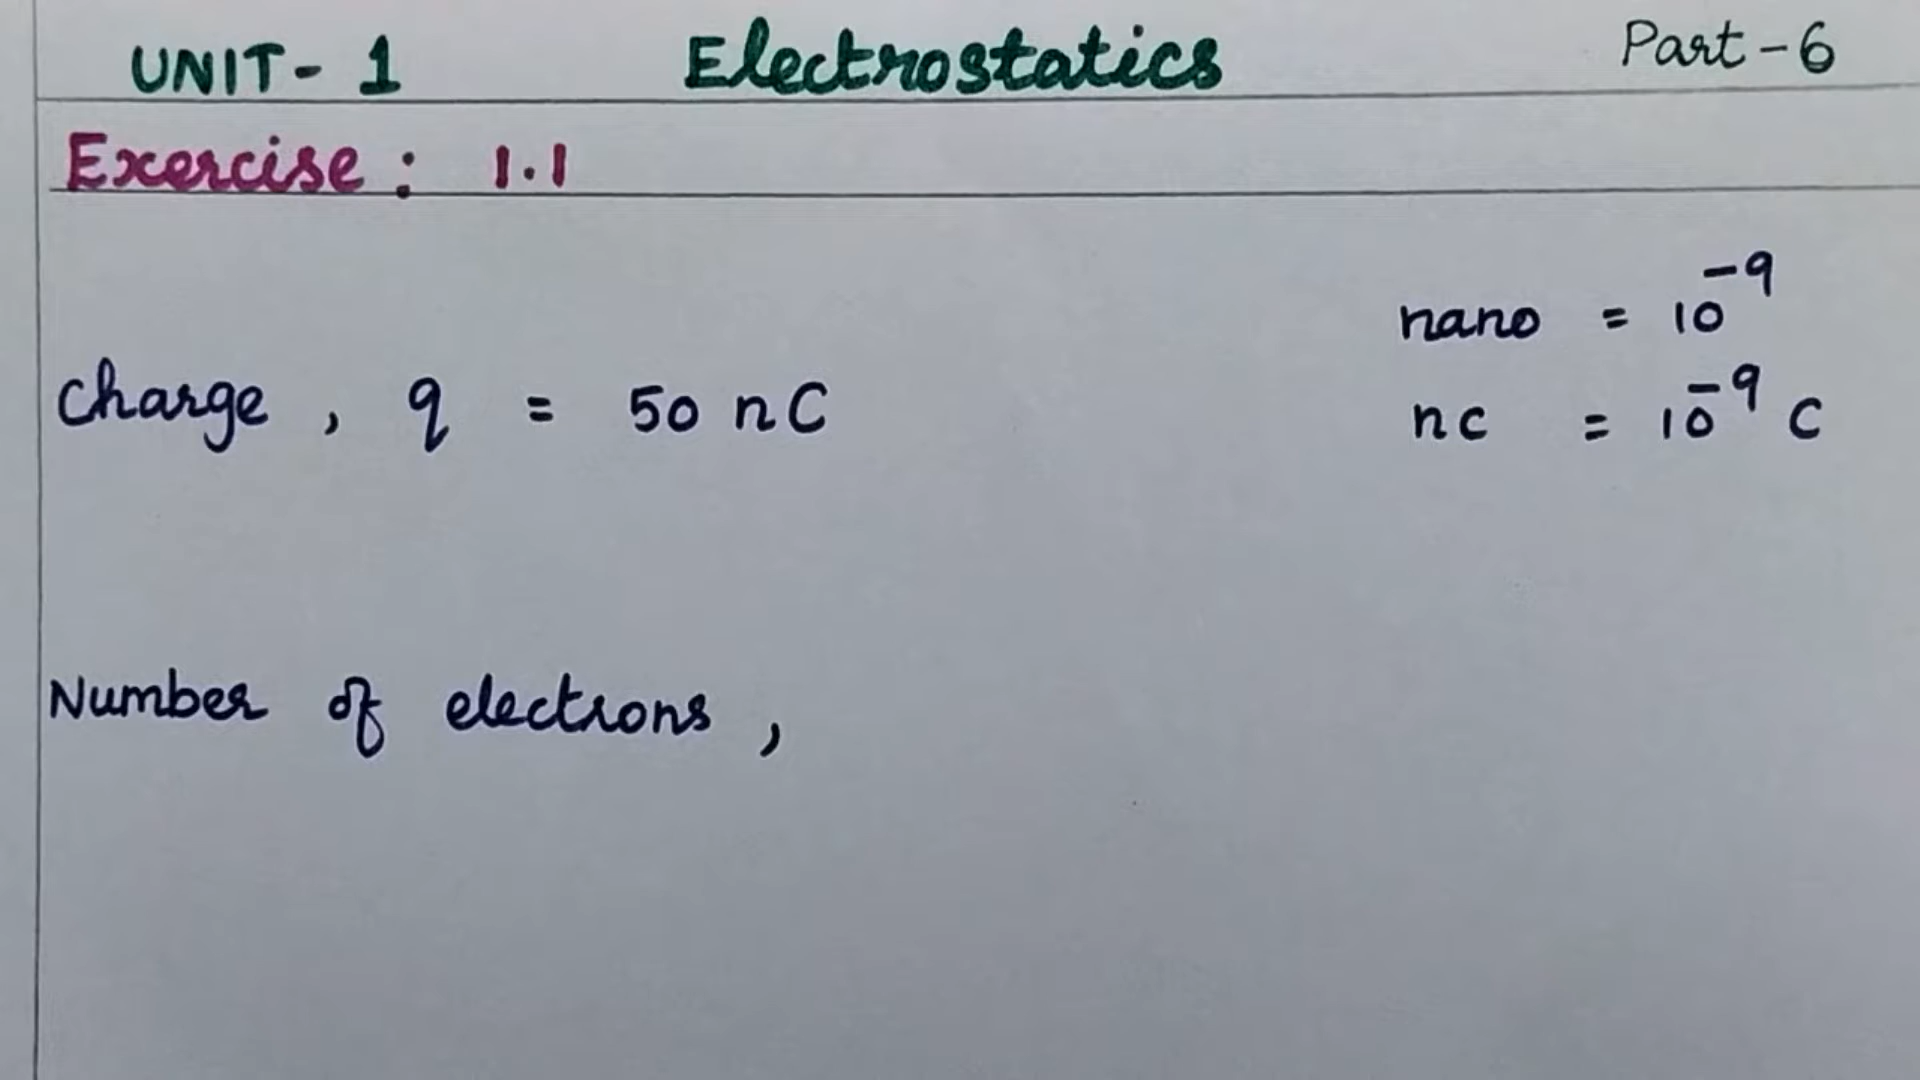 UNIT - 1 Electrostatics Part - 6
Exercise : 1.1
nano = 10⁻⁹
Charge , q = 50 nC nc = 10⁻⁹ C
Number of electrons ,